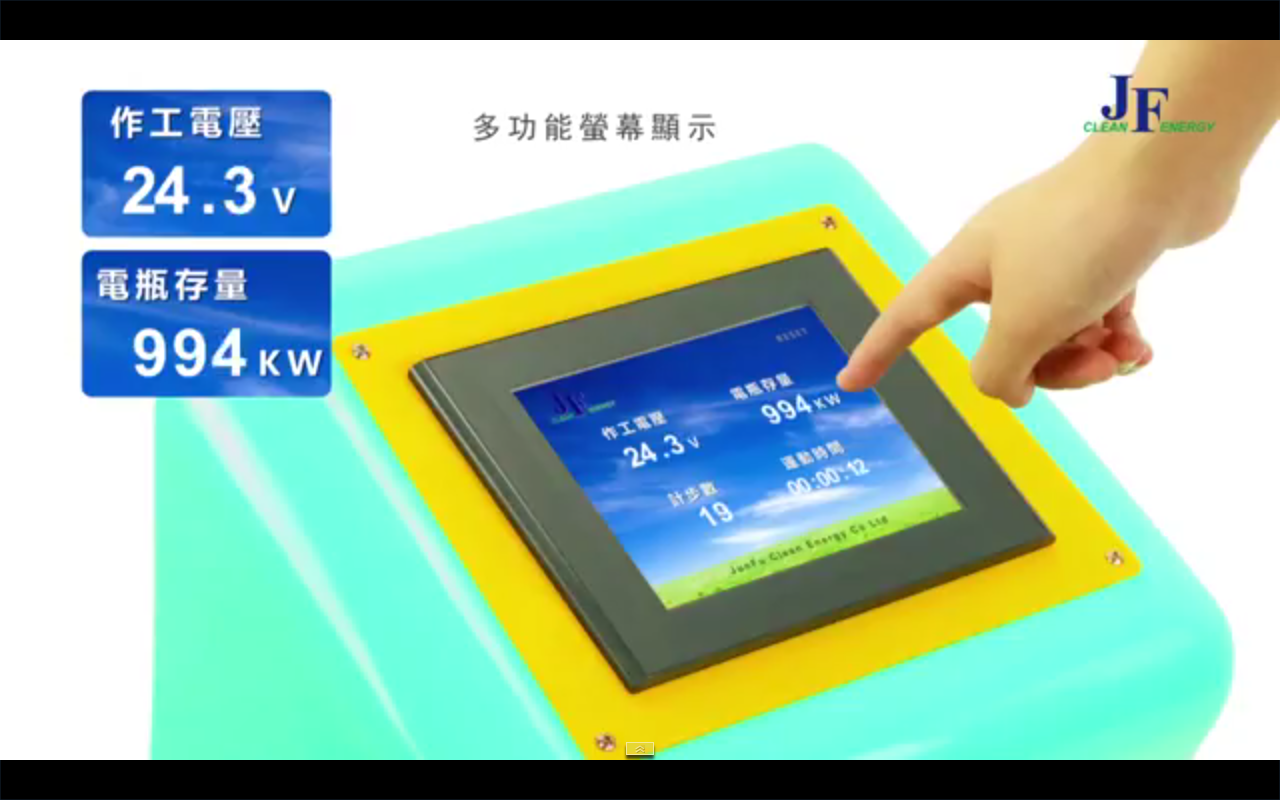 作工電壓
24.3 V
電瓶存量
994 KW
多功能螢幕顯示
JF
CLEAN ENERGY
RESET
JF
CLEAN ENERGY
作工電壓
24.3 V
電瓶存量
994 KW
計步數
19
運動時間
00:00:12
JunFu Clean Energy Co Ltd